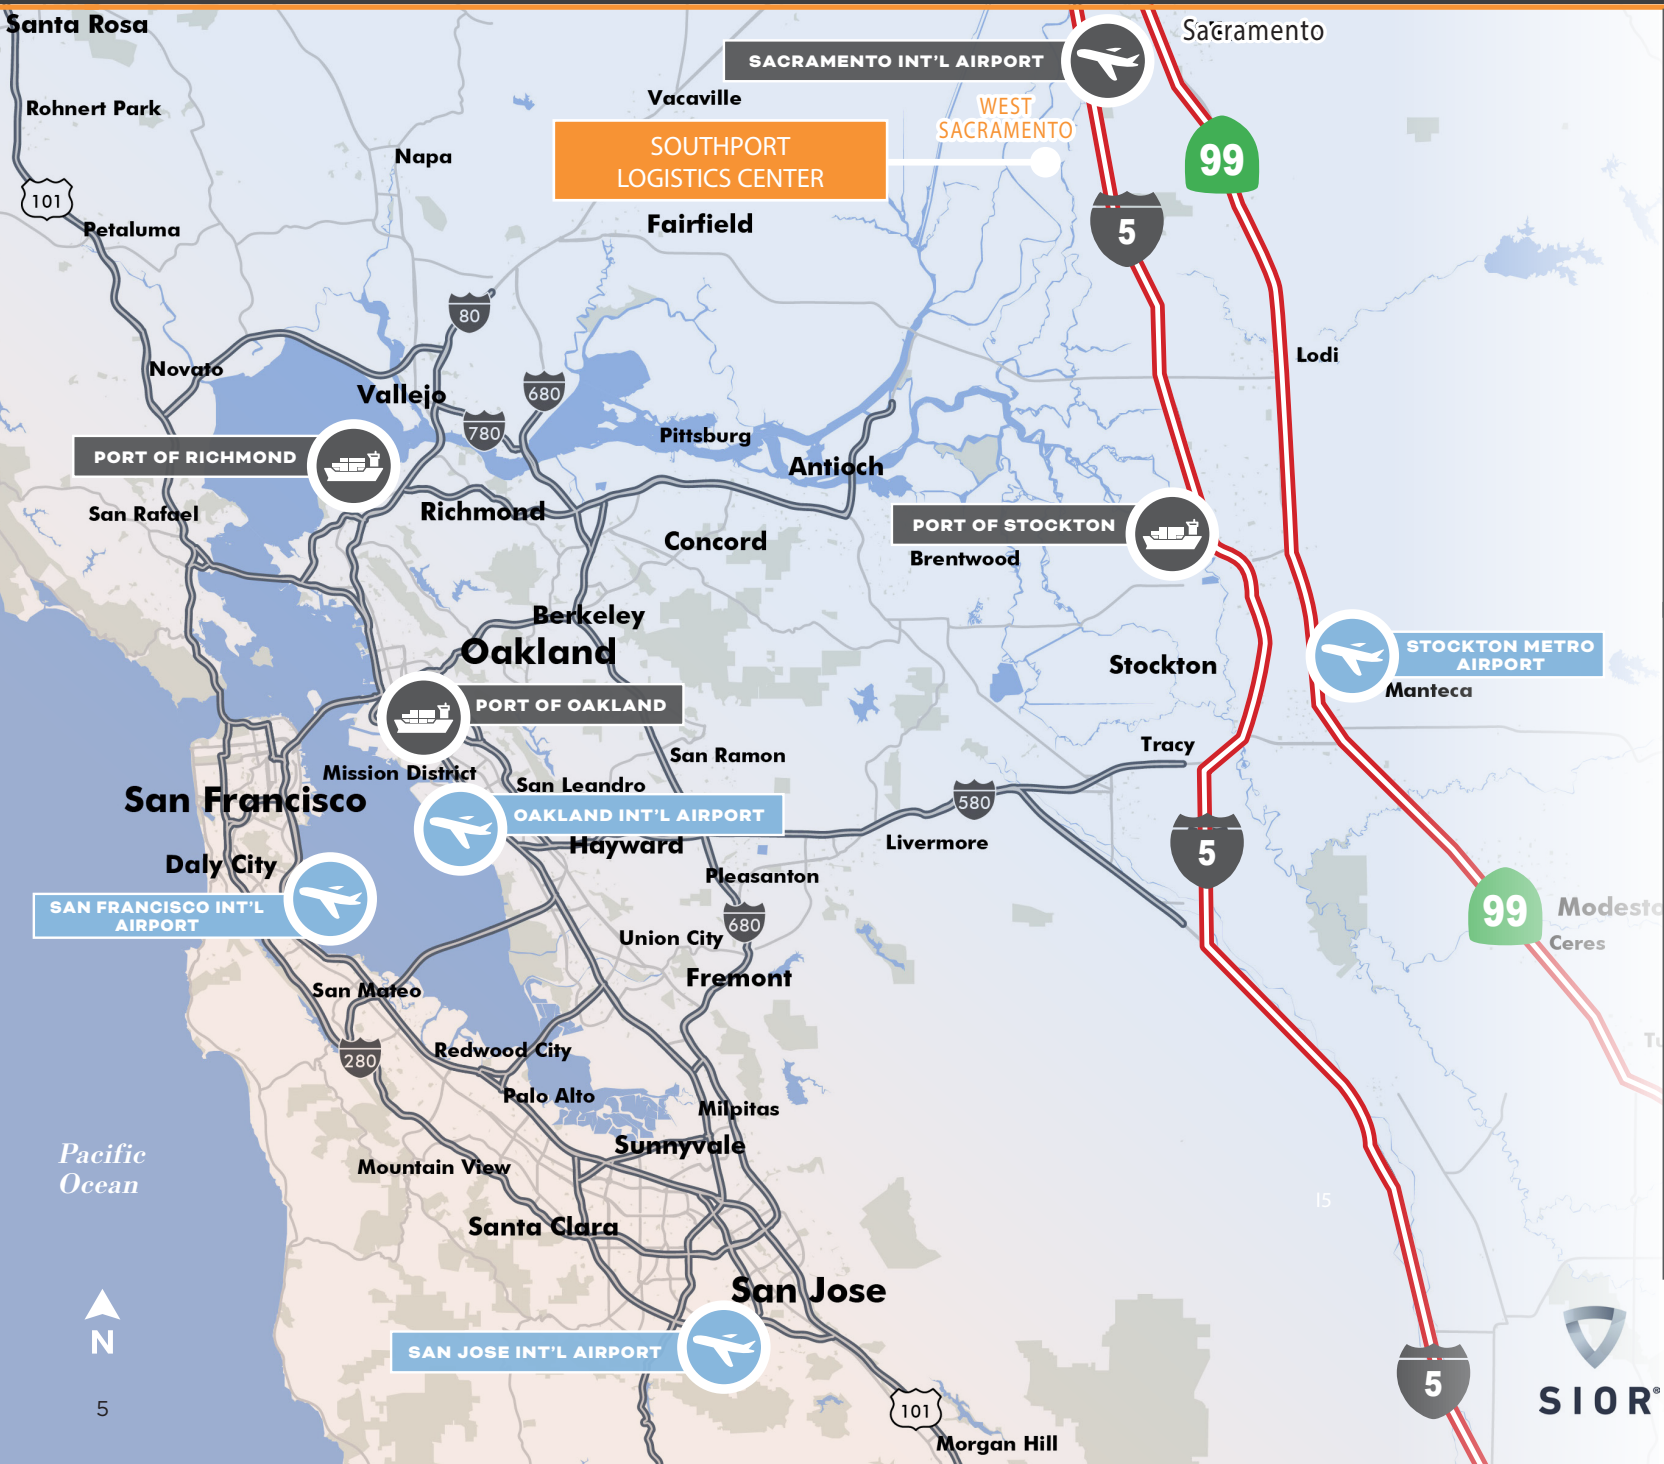 Santa Rosa
Sacramento
SACRAMENTO INT'L AIRPORT
Vacaville
WEST
SACRAMENTO
Rohnert Park
SOUTHPORT
LOGISTICS CENTER
Napa
99
101
Petaluma
Fairfield
5
80
Novato
Lodi
Vallejo
680
780
Pittsburg
PORT OF RICHMOND
Antioch
San Rafael
Richmond
PORT OF STOCKTON
Concord
Brentwood
Berkeley
Oakland
Stockton
STOCKTON METRO
AIRPORT
Manteca
PORT OF OAKLAND
San Ramon
Tracy
Mission District
San Leandro
San Francisco
580
OAKLAND INT'L AIRPORT
Hayward
Livermore
5
Daly City
Pleasanton
SAN FRANCISCO INT'L
AIRPORT
99
Modesto
680
Union City
Ceres
Fremont
San Mateo
Tu
280
Redwood City
Palo Alto
Milpitas
Sunnyvale
Pacific
Ocean
Mountain View
I5
Santa Clara
San Jose
N
SAN JOSE INT'L AIRPORT
5
SIOR®
5
101
Morgan Hill